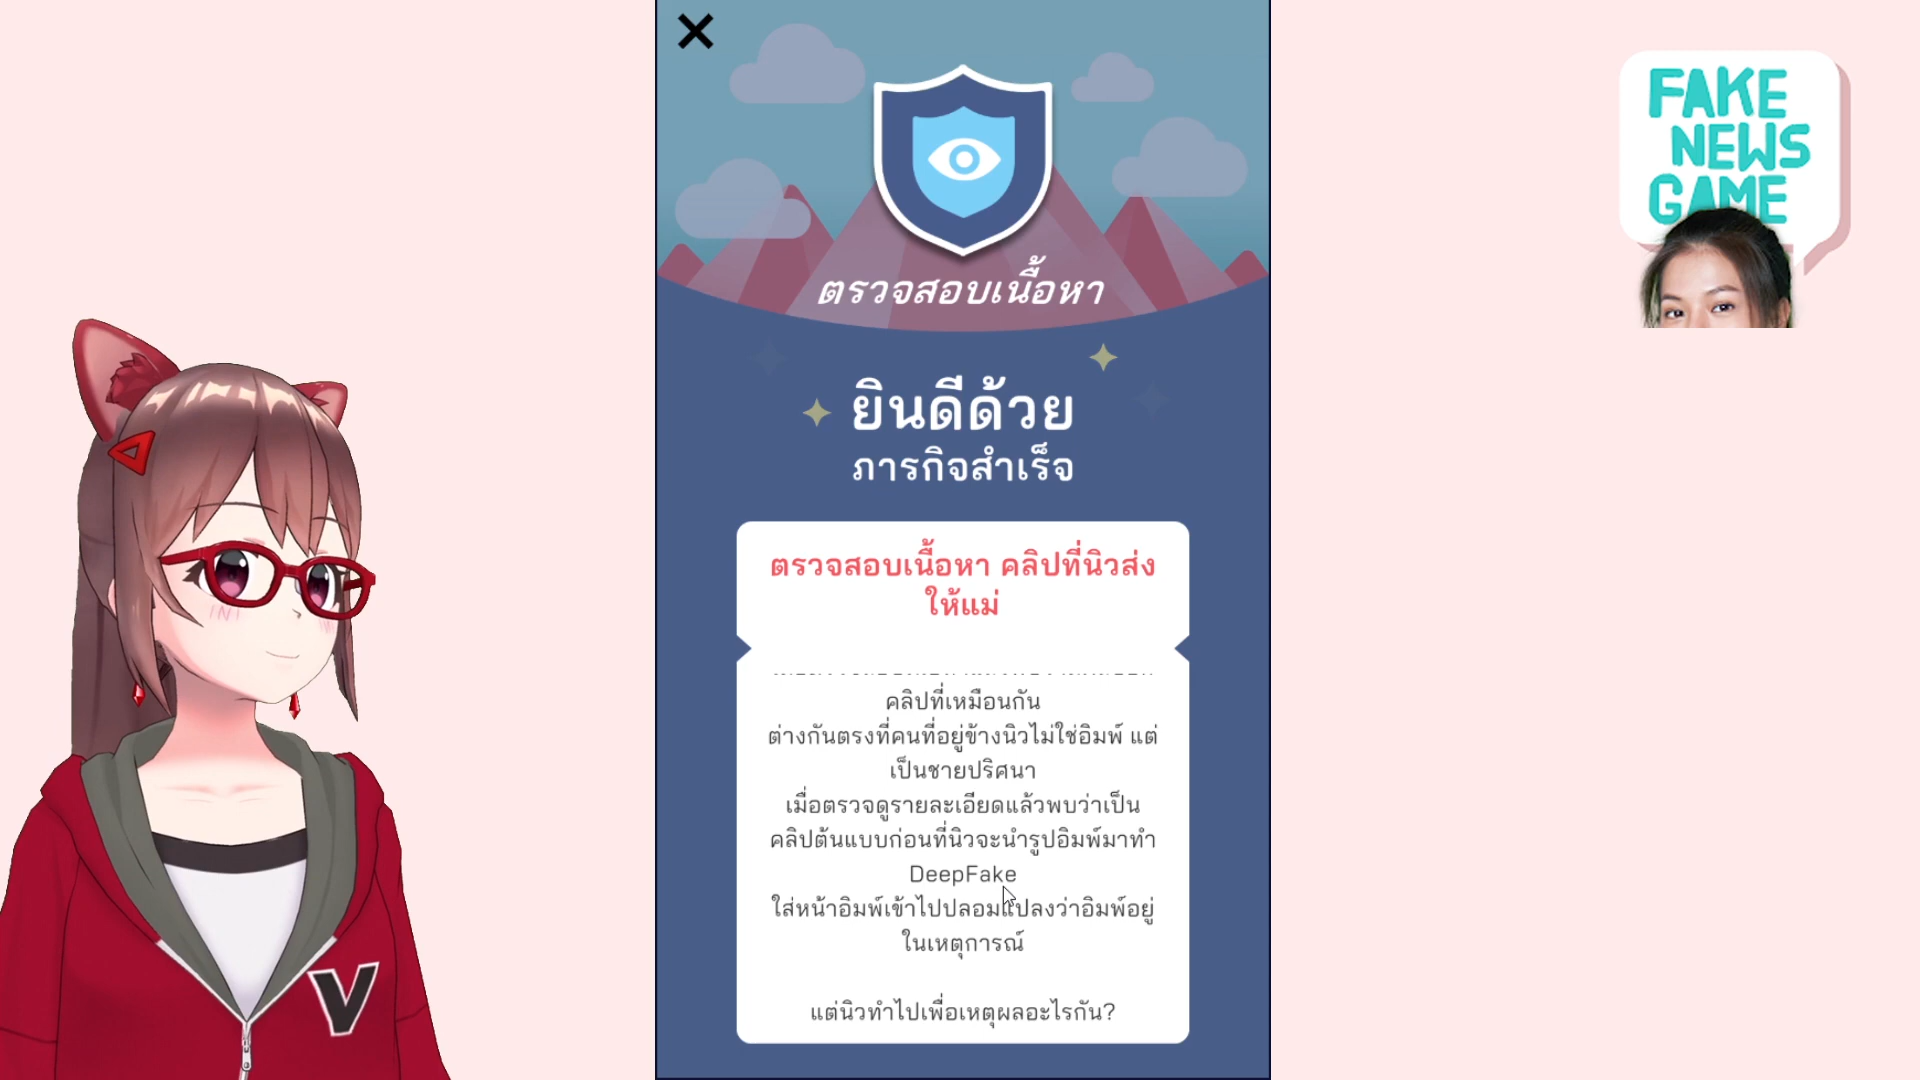 FAKE
NEWS
GAME
ตรวจสอบเนื้อหา
ยินดีด้วย
ภารกิจสำเร็จ
ตรวจสอบเนื้อหา คลิปที่นิวส่ง
ให้แม่
คลิปที่เหมือนกัน
ต่างกันตรงที่คนที่อยู่ข้างนิวไม่ใช่อิมพ์ แต่
เป็นชายปริศนา
เมื่อตรวจดูรายละเอียดแล้วพบว่าเป็น
คลิปต้นแบบก่อนที่นิวจะนำรูปอิมพ์มาทำ
DeepFake
ใส่หน้าอิมพ์เข้าไปปลอมแปลงว่าอิมพ์อยู่
ในเหตุการณ์
แต่นิวทำไปเพื่อเหตุผลอะไรกัน?
V